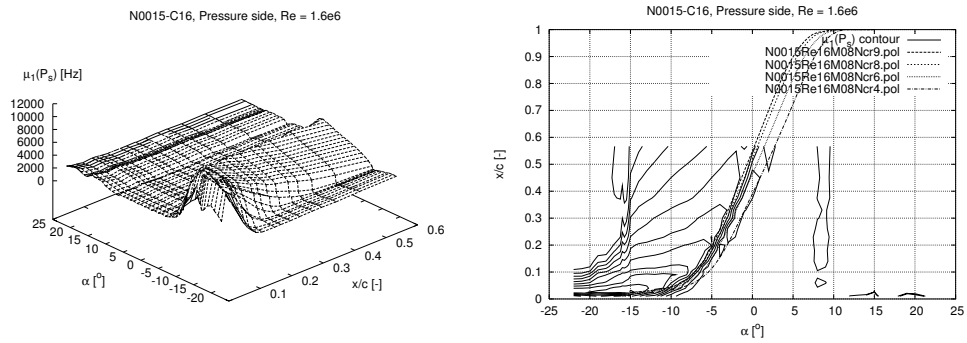 N0015-C16, Pressure side, Re = 1.6e6
μ1(Ps) [Hz]
12000
10000
8000
6000
4000
2000
0
25
20
15
10
5
0
-5
-10
-15
-20
α [o]
0.1
0.2
0.3
0.4
0.5
0.6
x/c [-]
N0015-C16, Pressure side, Re = 1.6e6
μ1(Ps) contour
N0015Re16M08Ncr9.pol
N0015Re16M08Ncr8.pol
N0015Re16M08Ncr6.pol
N0015Re16M08Ncr4.pol
1
0.9
0.8
0.7
0.6
0.5
0.4
0.3
0.2
0.1
0
x/c [-]
-25 -20 -15 -10 -5 0 5 10 15 20 25
α [o]